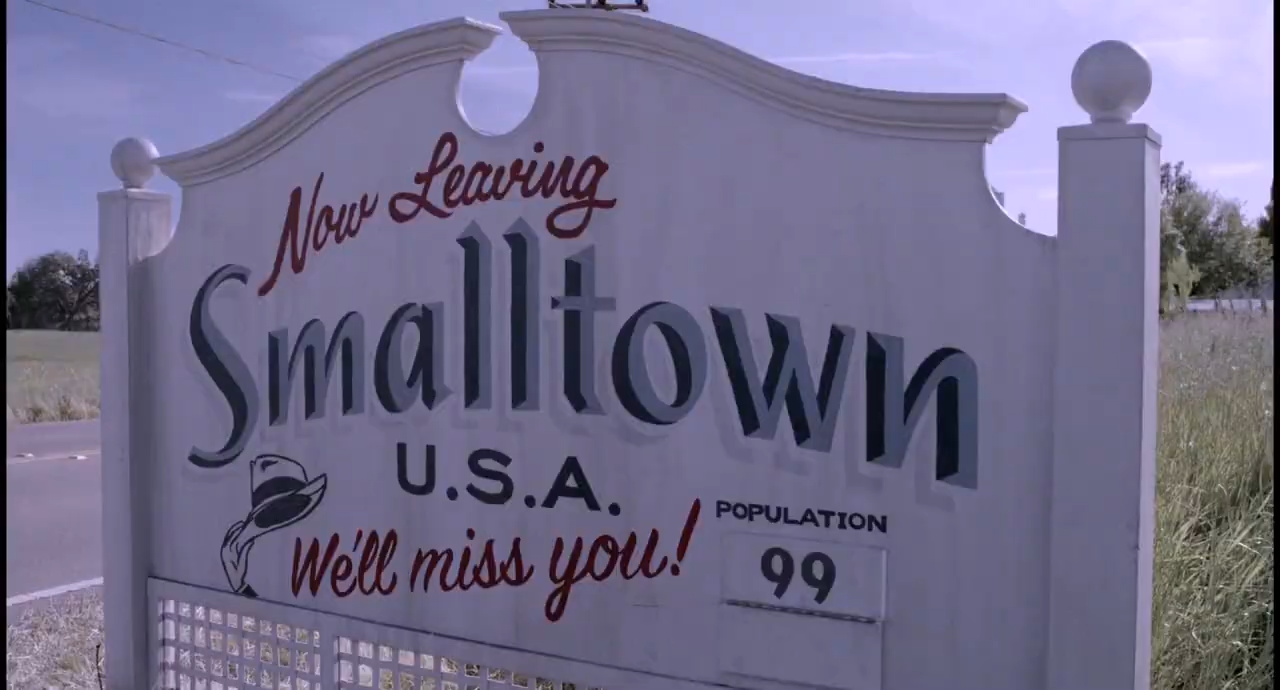 Now Leaving
Smalltown
U.S.A.
We'll miss you!
POPULATION
99